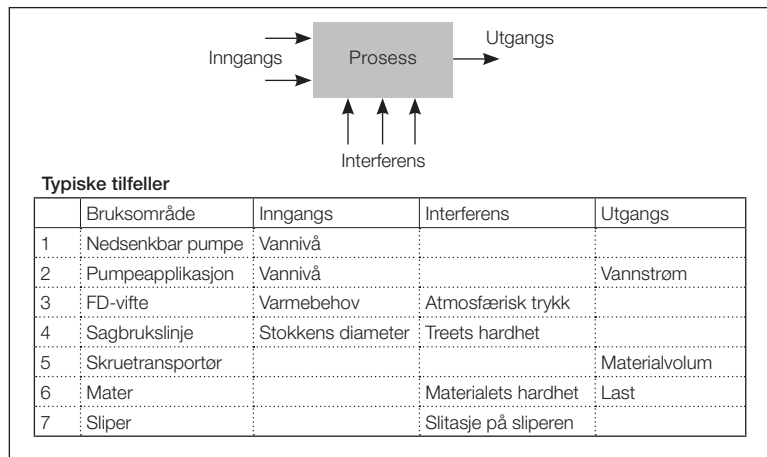 Inngangs
Prosess
Utgangs
Interferens
Typiske tilfeller
Bruksområde Inngangs Interferens Utgangs
1 Nedsenkbar pumpe Vannivå
2 Pumpeapplikasjon Vannivå Vannstrøm
3 FD-vifte Varmebehov Atmosfærisk trykk
4 Sagbrukslinje Stokkens diameter Treets hardhet
5 Skruetransportør Materialvolum
6 Mater Materialets hardhet Last
7 Sliper Slitasje på sliperen